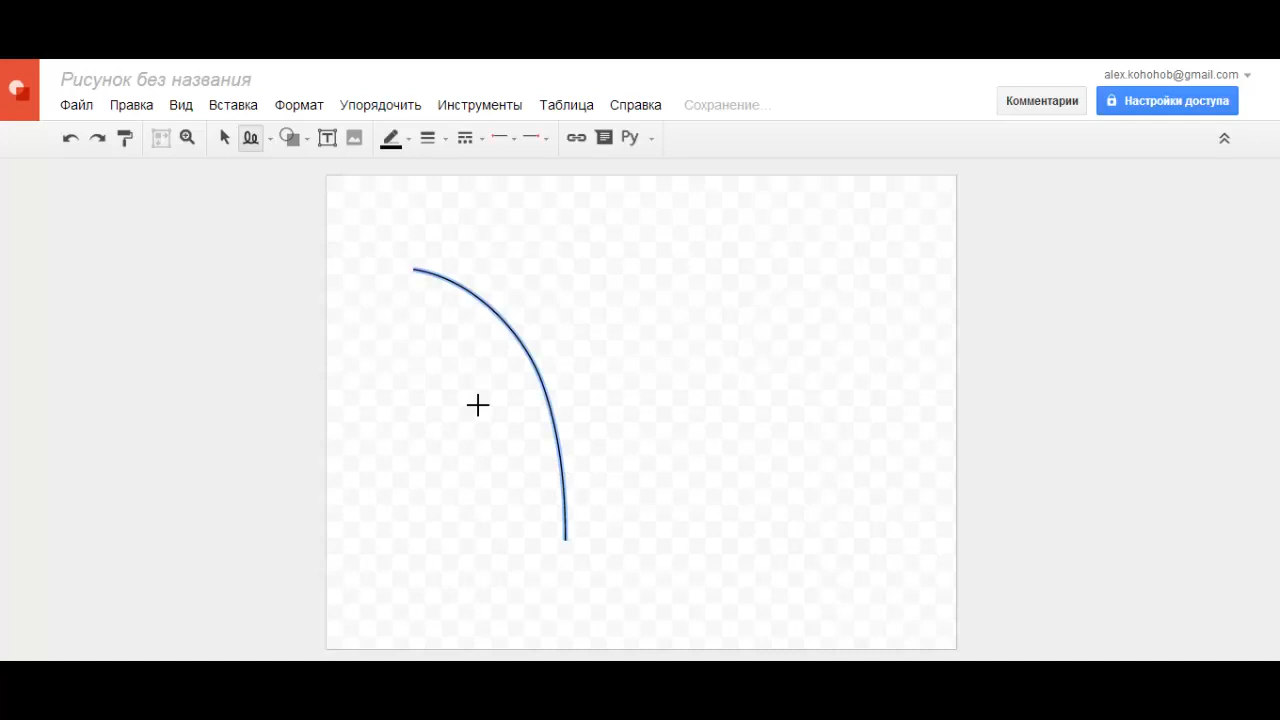 Рисунок без названия
alex.kohohob@gmail.com
Файл Правка Вид Вставка Формат Упорядочить Инструменты Таблица Справка Сохранение...
Комментарии
Настройки доступа
Ру